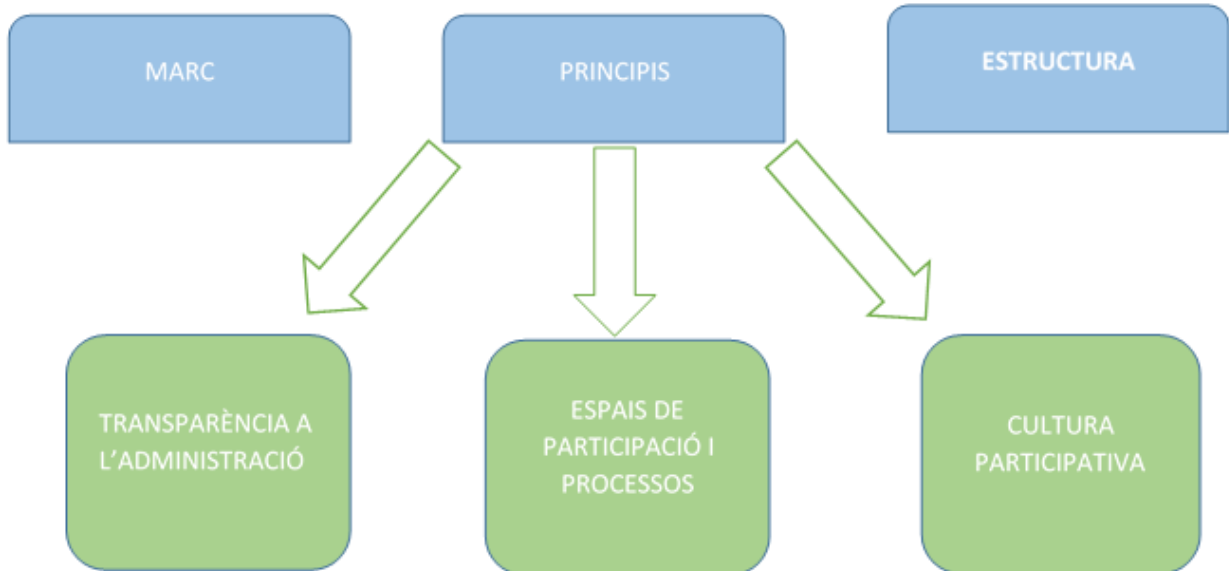 MARC
PRINCIPIS
ESTRUCTURA
TRANSPARÈNCIA A
L’ADMINISTRACIÓ
ESPAIS DE
PARTICIPACIÓ I
PROCESSOS
CULTURA
PARTICIPATIVA